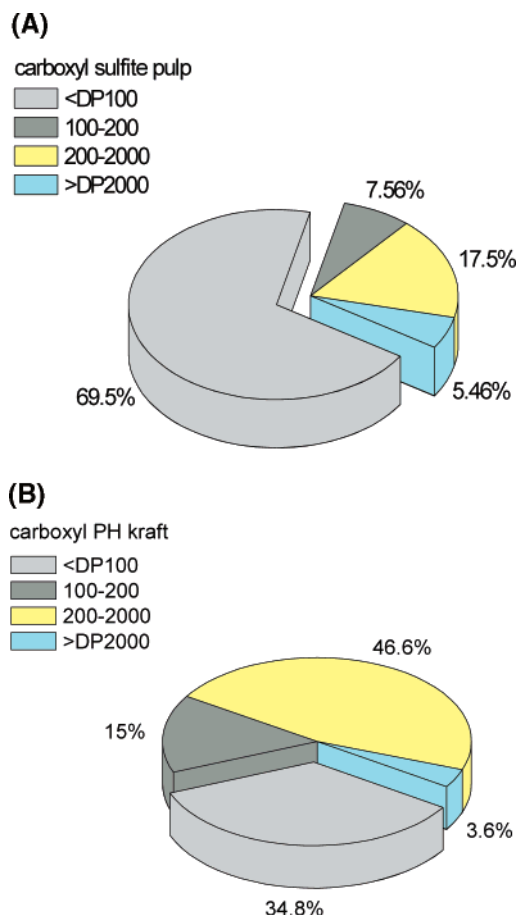 (A)
carboxyl sulfite pulp
<DP100
100-200
200-2000
>DP2000
7.56%
17.5%
5.46%
69.5%
(B)
carboxyl PH kraft
<DP100
100-200
200-2000
>DP2000
46.6%
15%
3.6%
34.8%